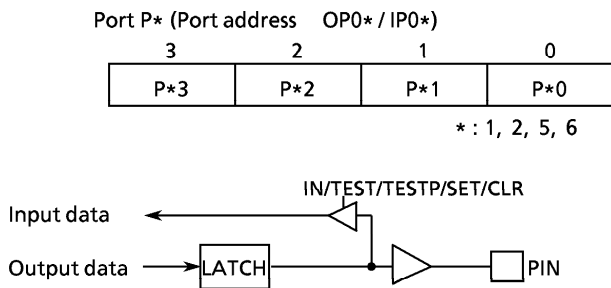 Port P* (Port address OP0* / IP0*)
3 2 1 0
P*3 P*2 P*1 P*0
* : 1, 2, 5, 6
IN/TEST/TESTP/SET/CLR
Input data
Output data LATCH PIN